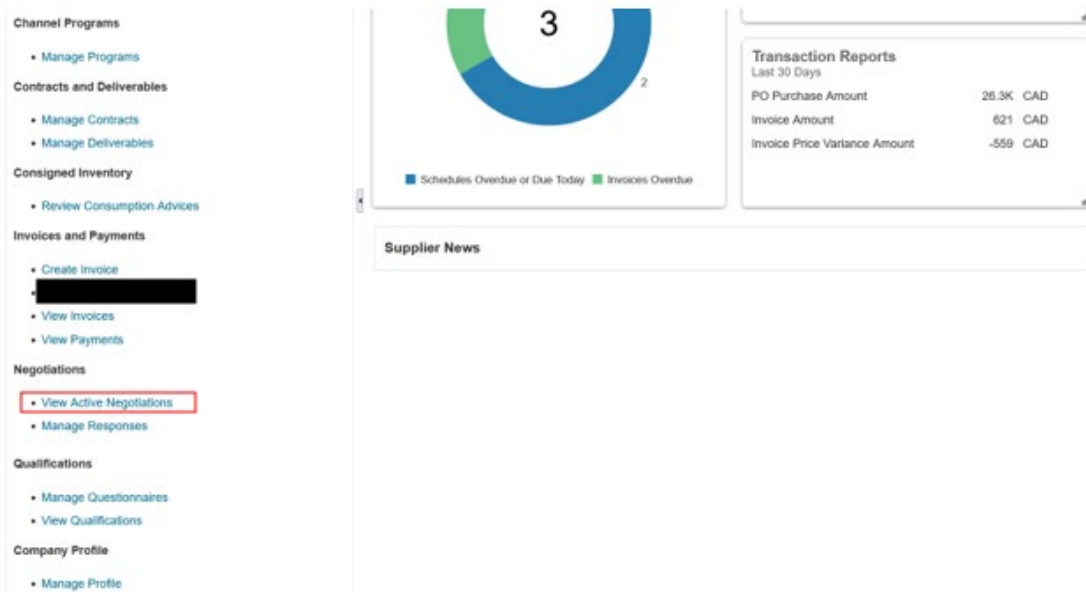 Channel Programs
Manage Programs
Contracts and Deliverables
Manage Contracts
Manage Deliverables
Consigned Inventory
Review Consumption Advices
Invoices and Payments
Create Invoice
View Invoices
View Payments
Negotiations
View Active Negotiations
Manage Responses
Qualifications
Manage Questionnaires
View Qualifications
Company Profile
Manage Profile
3
2
Schedules Overdue or Due Today Invoices Overdue
Transaction Reports
Last 30 Days
PO Purchase Amount 26.3K CAD
Invoice Amount 621 CAD
Invoice Price Variance Amount -559 CAD
Supplier News